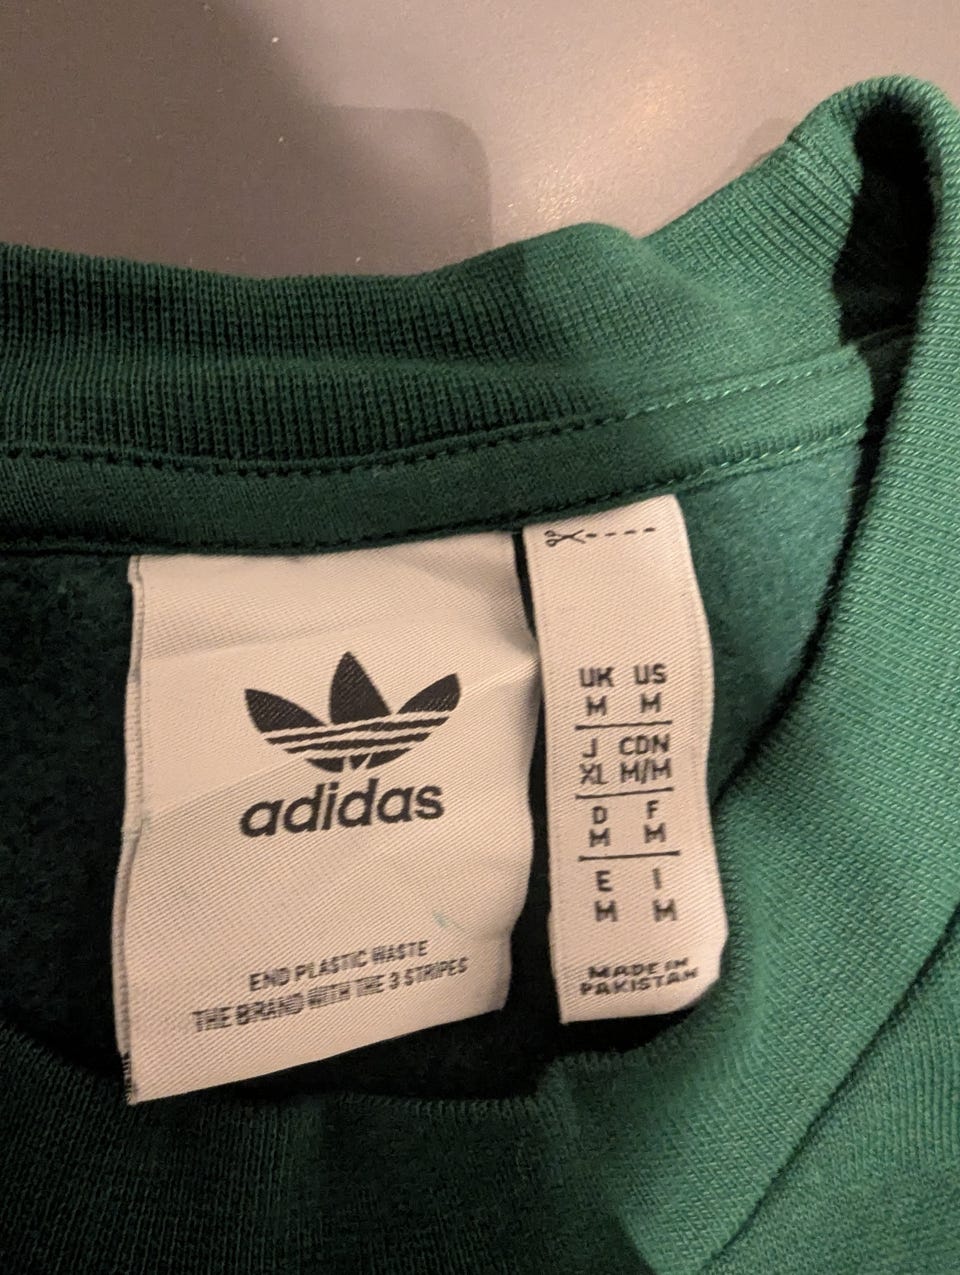 adidas
END PLASTIC WASTE
THE BRAND WITH THE 3 STRIPES
UK US
M M
J CDN
XL M/M
D F
M M
E I
M M
MADE IN
PAKISTAN